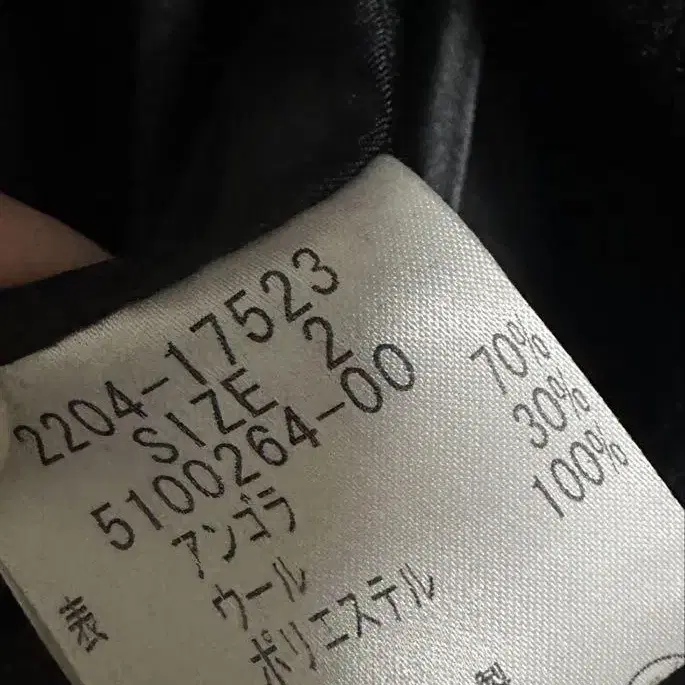 2204-17523
SIZE 2
5100264-00
表 アンゴラ 70%
ウール 30%
ポリエステル 100%
製